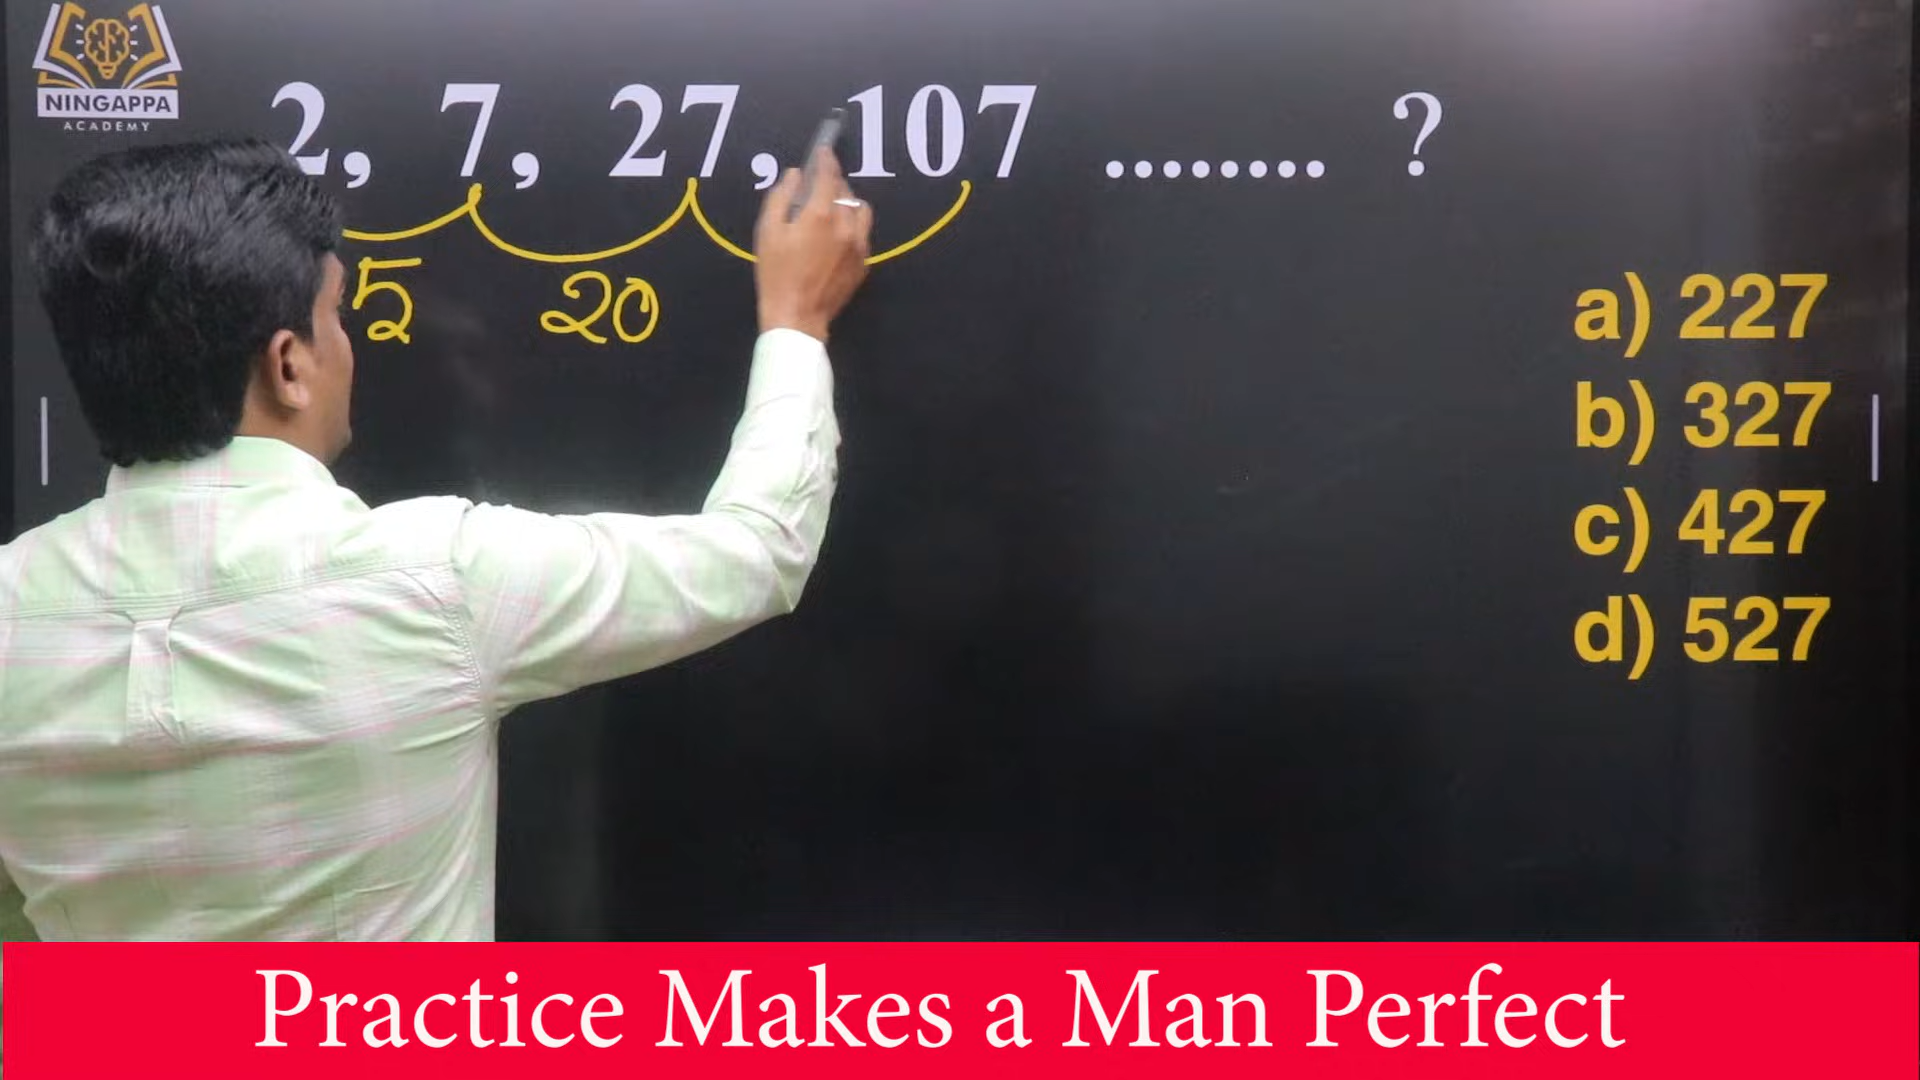 NINGAPPA
ACADEMY
2, 7, 27, 107 ........ ?
5 20
a) 227
b) 327
c) 427
d) 527
Practice Makes a Man Perfect